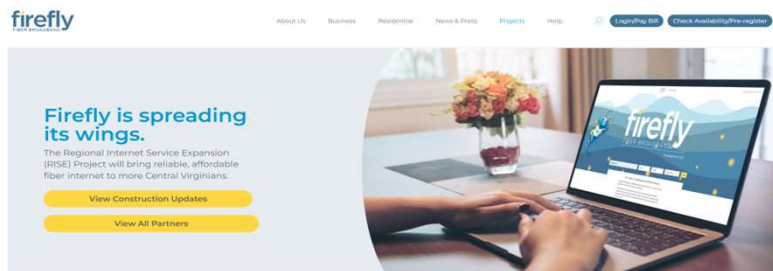 firefly
FIBER BROADBAND
About Us Business Residential News & Press Projects Help Login/Pay Bill Check Availability/Pre-register
Firefly is spreading
its wings.
The Regional Internet Service Expansion
(RISE) Project will bring reliable, affordable
fiber internet to more Central Virginians.
View Construction Updates
View All Partners
firefly
FIBER BROADBAND